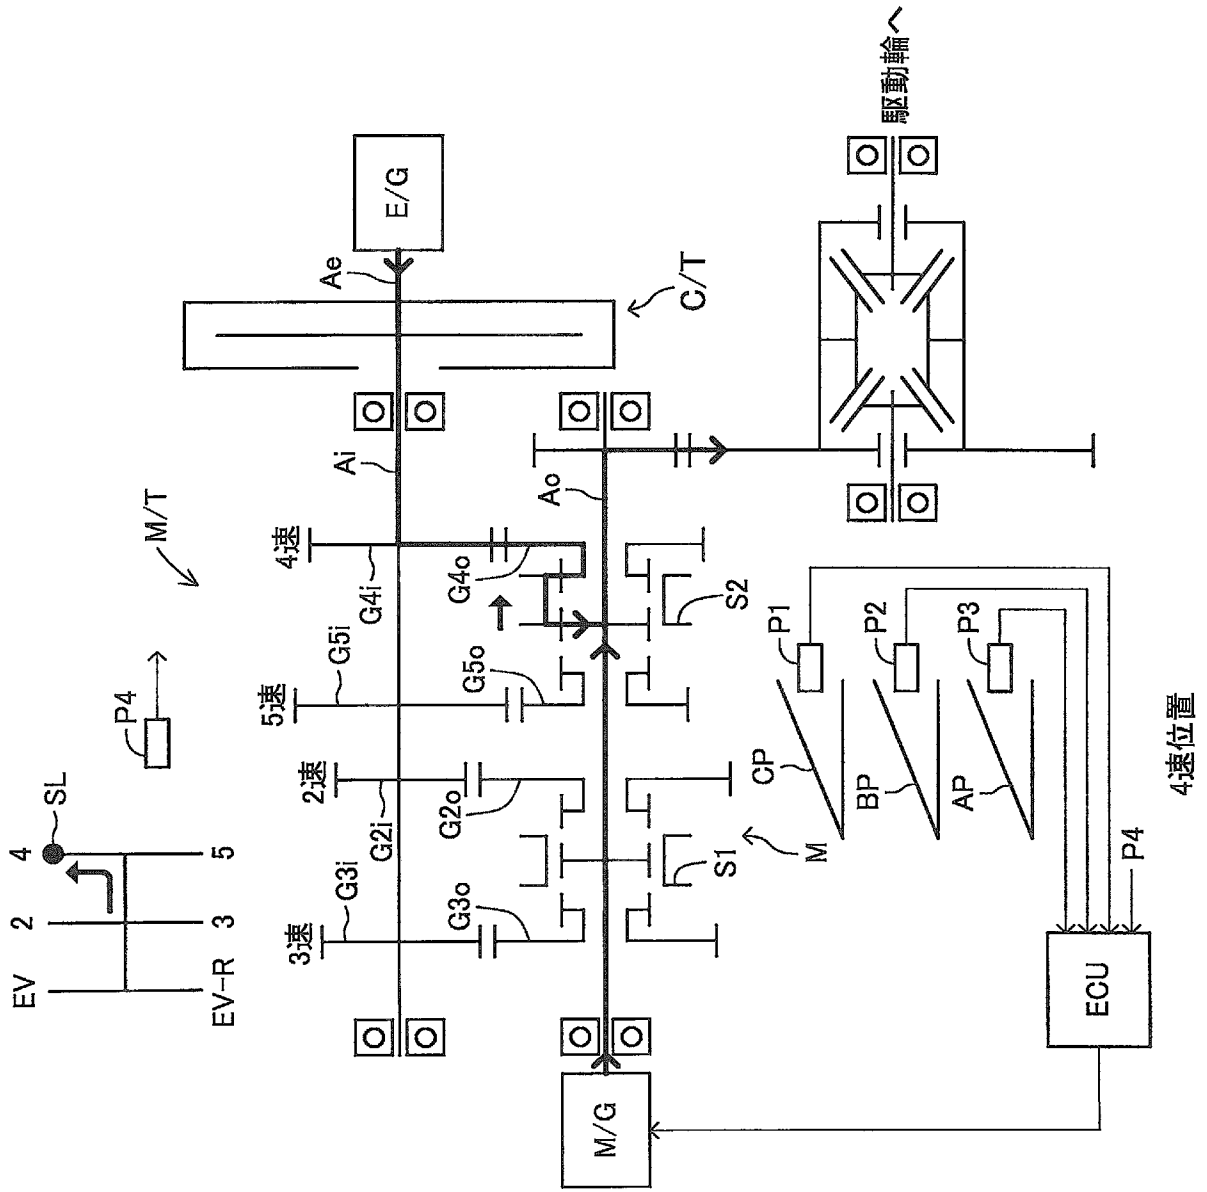 EV
2
4
SL
EV-R
3
5
P4
M/T
3速
2速
5速
4速
G3i
G2i
G5i
G4i
Ai
Ae
E/G
C/T
G3o
G2o
G5o
G4o
Ao
M/G
S1
S2
M
CP
BP
AP
P1
P2
P3
P4
ECU
駆動輪へ
4速位置